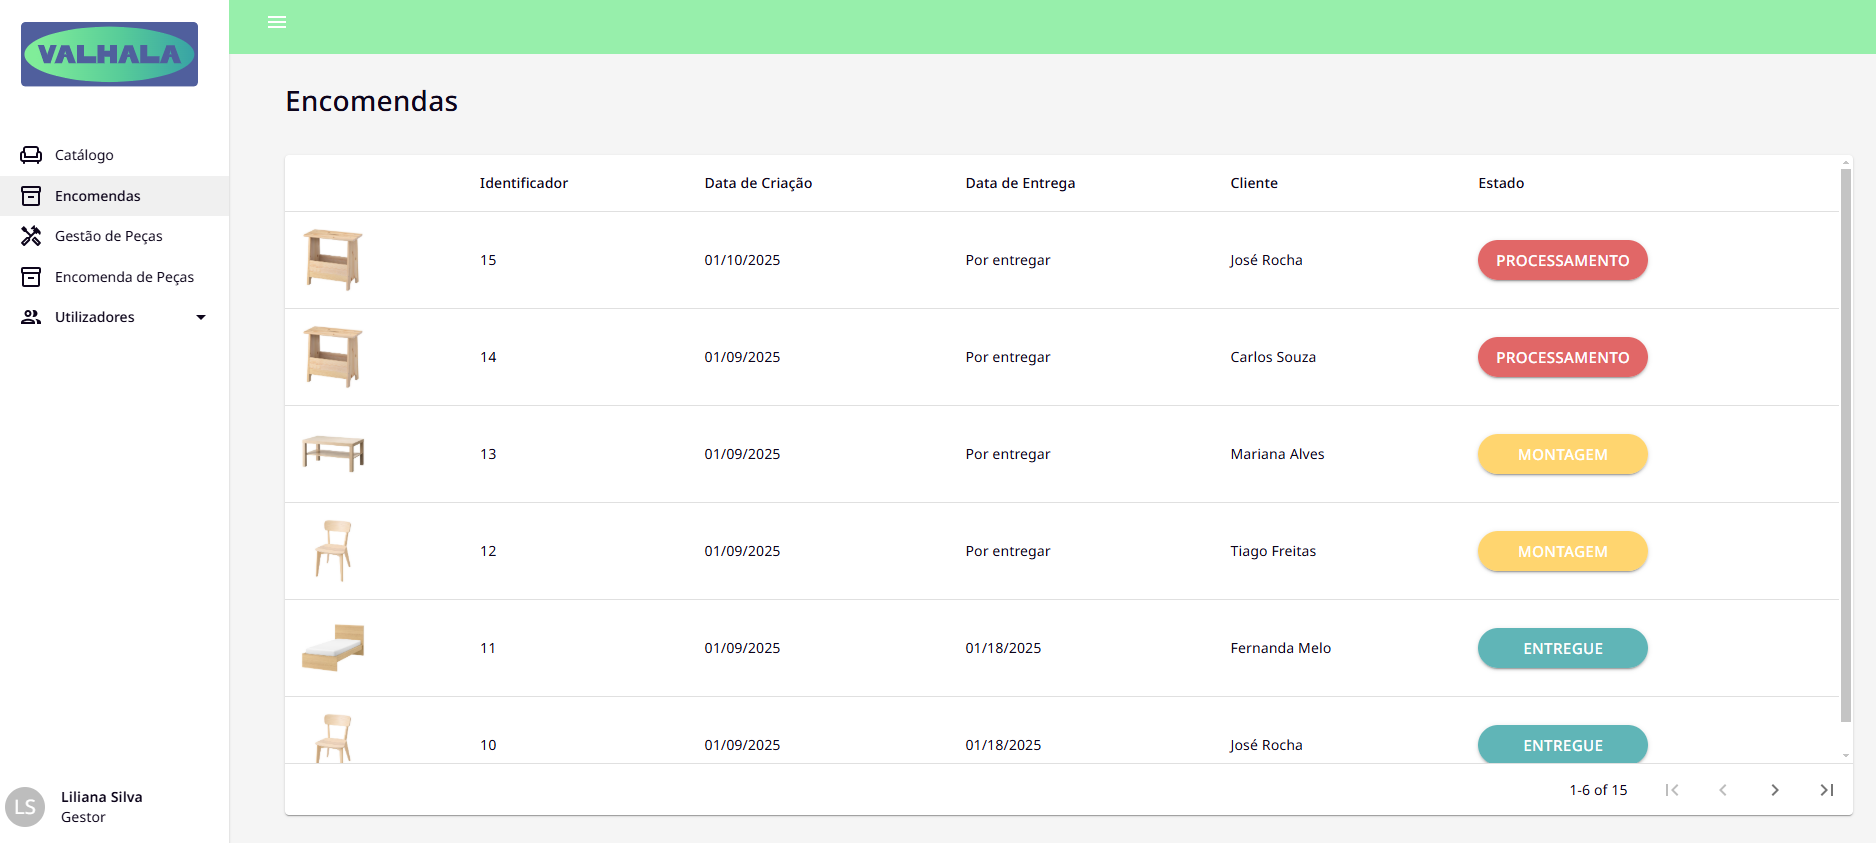 VALHALA
Catálogo
Encomendas
Gestão de Peças
Encomenda de Peças
Utilizadores
LS
Liliana Silva
Gestor
Encomendas
Identificador Data de Criação Data de Entrega Cliente Estado
15 01/10/2025 Por entregar José Rocha PROCESSAMENTO
14 01/09/2025 Por entregar Carlos Souza PROCESSAMENTO
13 01/09/2025 Por entregar Mariana Alves MONTAGEM
12 01/09/2025 Por entregar Tiago Freitas MONTAGEM
11 01/09/2025 01/18/2025 Fernanda Melo ENTREGUE
10 01/09/2025 01/18/2025 José Rocha ENTREGUE
1-6 of 15